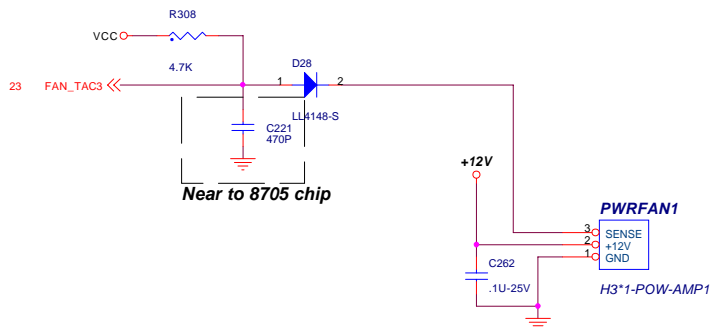 R308
VCC
4.7K
D28
23 FAN_TAC3
1 2
LL4148-S
C221
470P
Near to 8705 chip
+12V
PWRFAN1
3 SENSE
2 +12V
1 GND
C262
.1U-25V
H3*1-POW-AMP1